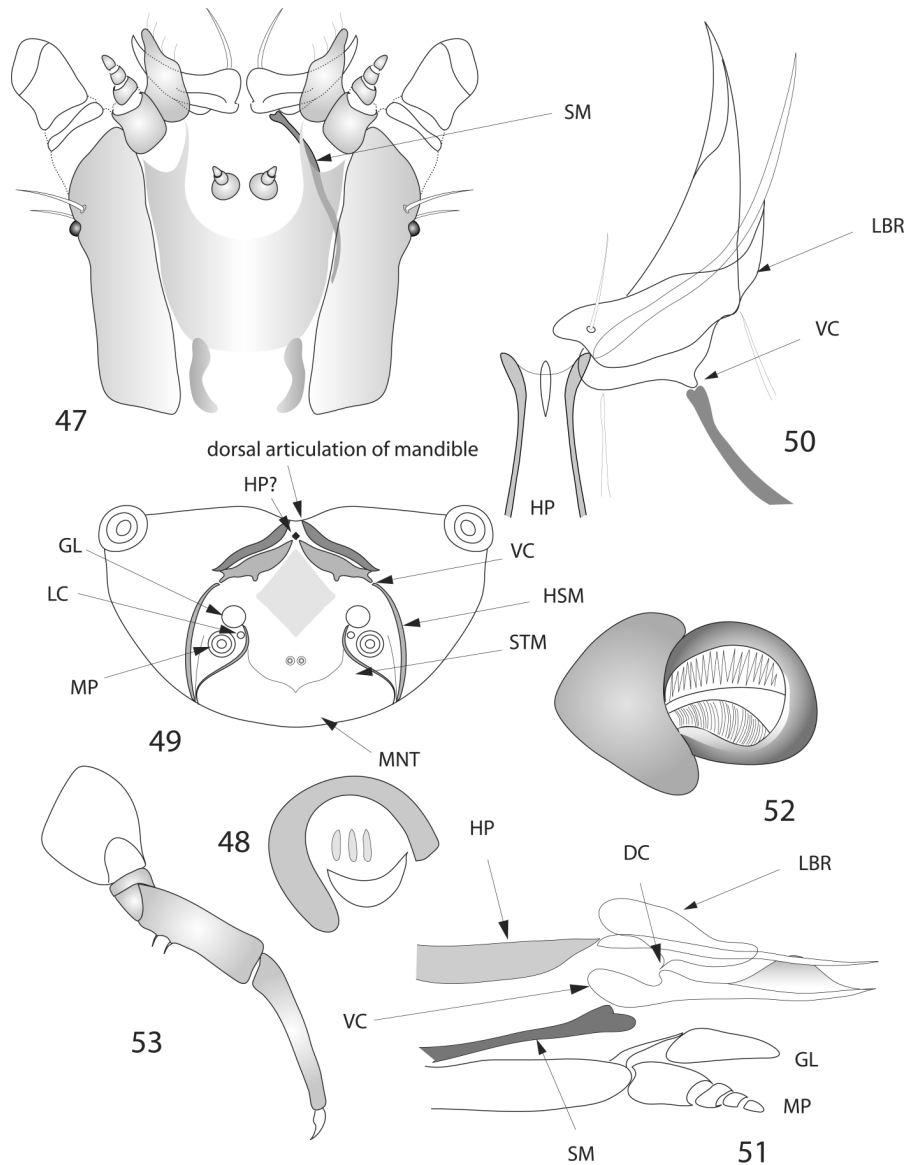 SM
LBR
VC
47
50
dorsal articulation of mandible
HP?
HP
GL
VC
LC
HSM
STM
MP
49
MNT
52
48
HP
DC
LBR
53
VC
GL
MP
SM
51